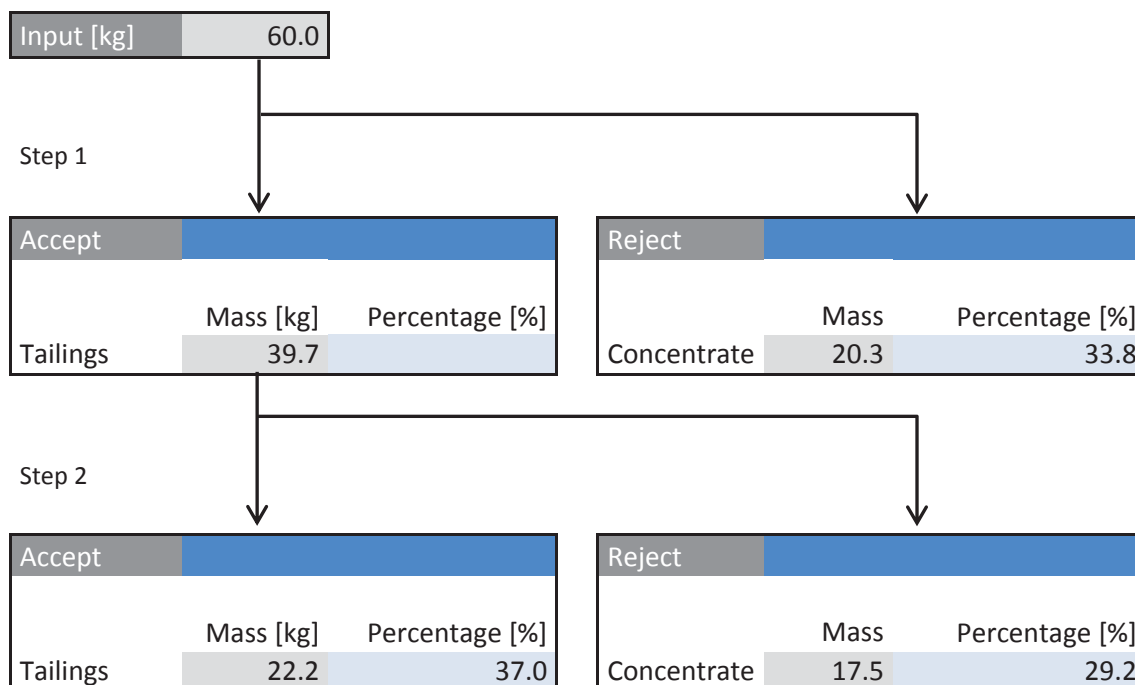 Input [kg] 60.0
Step 1
Accept Reject
Mass [kg] Percentage [%] Mass Percentage [%]
Tailings 39.7 Concentrate 20.3 33.8
Step 2
Accept Reject
Mass [kg] Percentage [%] Mass Percentage [%]
Tailings 22.2 37.0 Concentrate 17.5 29.2